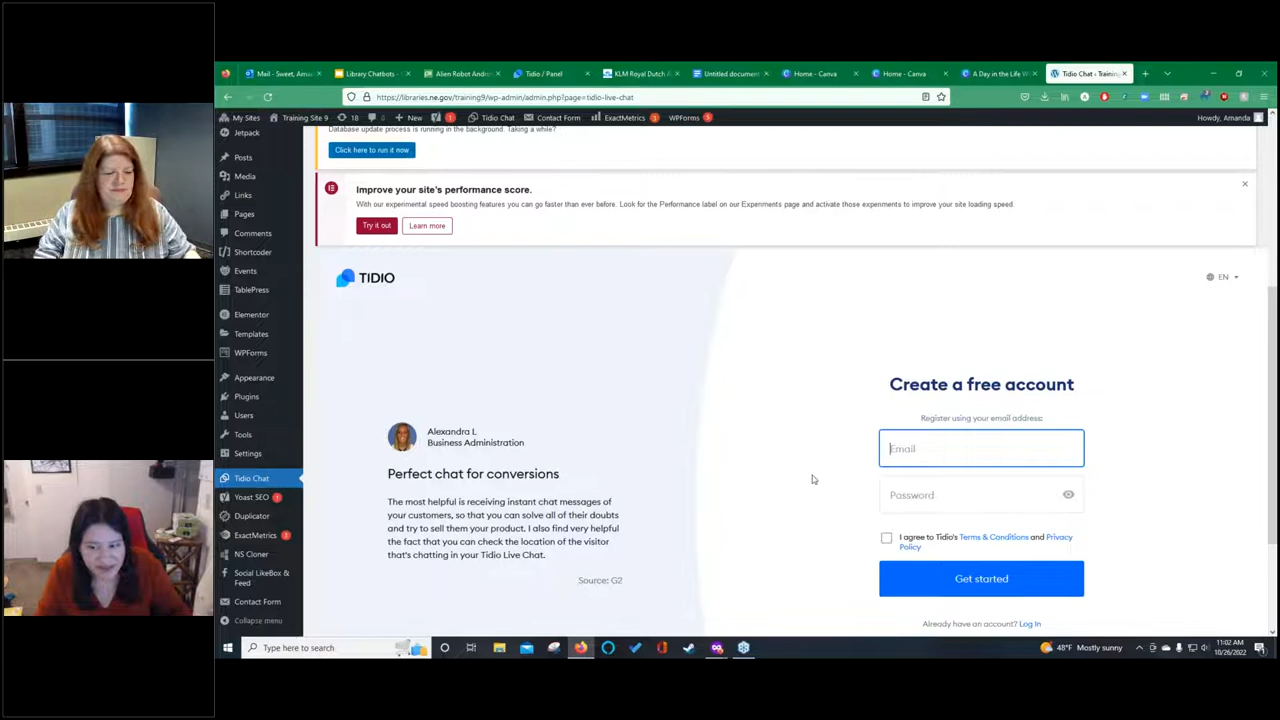 Mail - Sweet, Ama
Library Chatbots -
Alien Robot Andro
Tidio / Panel
KLM Royal Dutch A
Untitled document
Home - Canva
Home - Canva
A Day in the Life W
Tidio Chat ‹ Training
https://libraries.ne.gov/training9/wp-admin/admin.php?page=tidio-live-chat
My Sites
Training Site 9
18
New
1
Tidio Chat
Contact Form
ExactMetrics
WPForms
Howdy, Amanda
Jetpack
Posts
Media
Links
Pages
Comments
Shortcoder
Events
TablePress
Elementor
Templates
WPForms
Appearance
Plugins
Users
Tools
Settings
Tidio Chat
Yoast SEO 1
Duplicator
ExactMetrics
NS Cloner
Social LikeBox &
Feed
Contact Form
Collapse menu
Database update process is running in the background. Taking a while?
Click here to run it now
Improve your site's performance score.
With our experimental speed boosting features you can go faster than ever before. Look for the Performance label on our Experiments page and activate those experiments to improve your site loading speed.
Try it out
Learn more
TIDIO
EN
Alexandra I.
Business Administration
Perfect chat for conversions
The most helpful is receiving instant chat messages of
your customers, so that you can solve all of their doubts
and try to sell them your product. I also find very helpful
the fact that you can check the location of the visitor
that's chatting in your Tidio Live Chat.
Source: G2
Create a free account
Register using your email address:
Email
Password
I agree to Tidio's Terms & Conditions and Privacy
Policy
Get started
Already have an account? Log In
Type here to search
48°F Mostly sunny
11:02 AM
10/26/2022